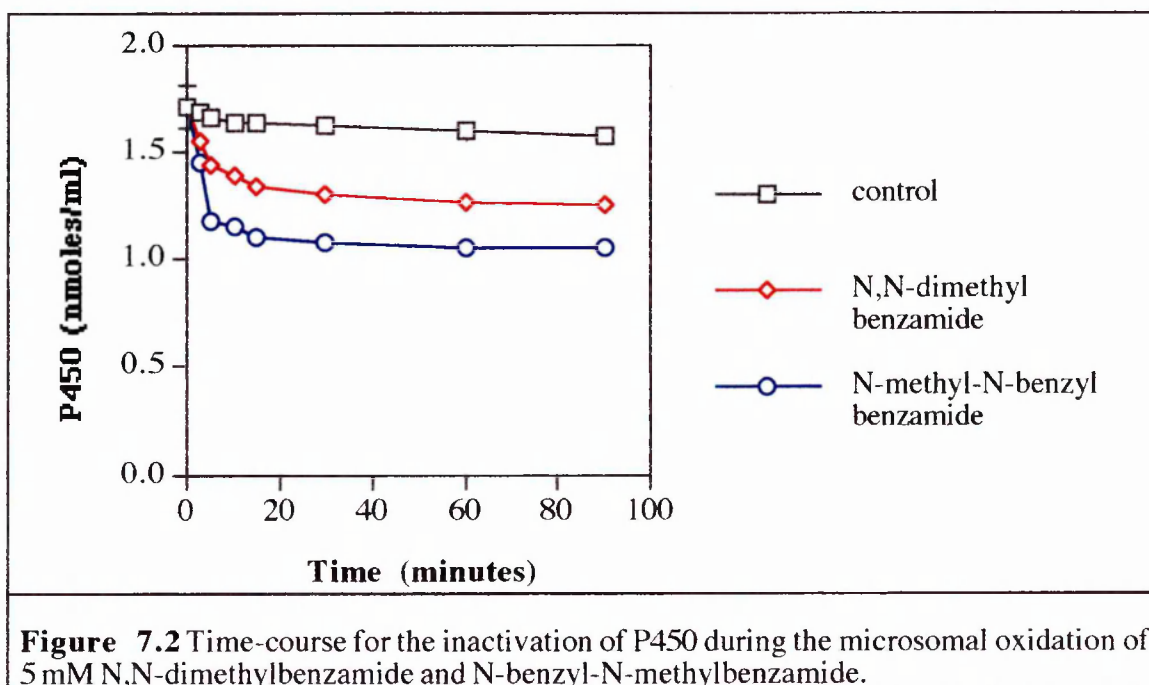 2.0
1.5
1.0
0.5
0.0
P450 (nmoles/ml)
0 20 40 60 80 100
Time (minutes)
control
N,N-dimethyl
benzamide
N-methyl-N-benzyl
benzamide
Figure 7.2 Time-course for the inactivation of P450 during the microsomal oxidation of
5 mM N,N-dimethylbenzamide and N-benzyl-N-methylbenzamide.